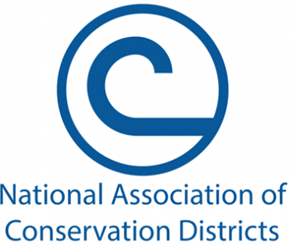 National Association of
Conservation Districts